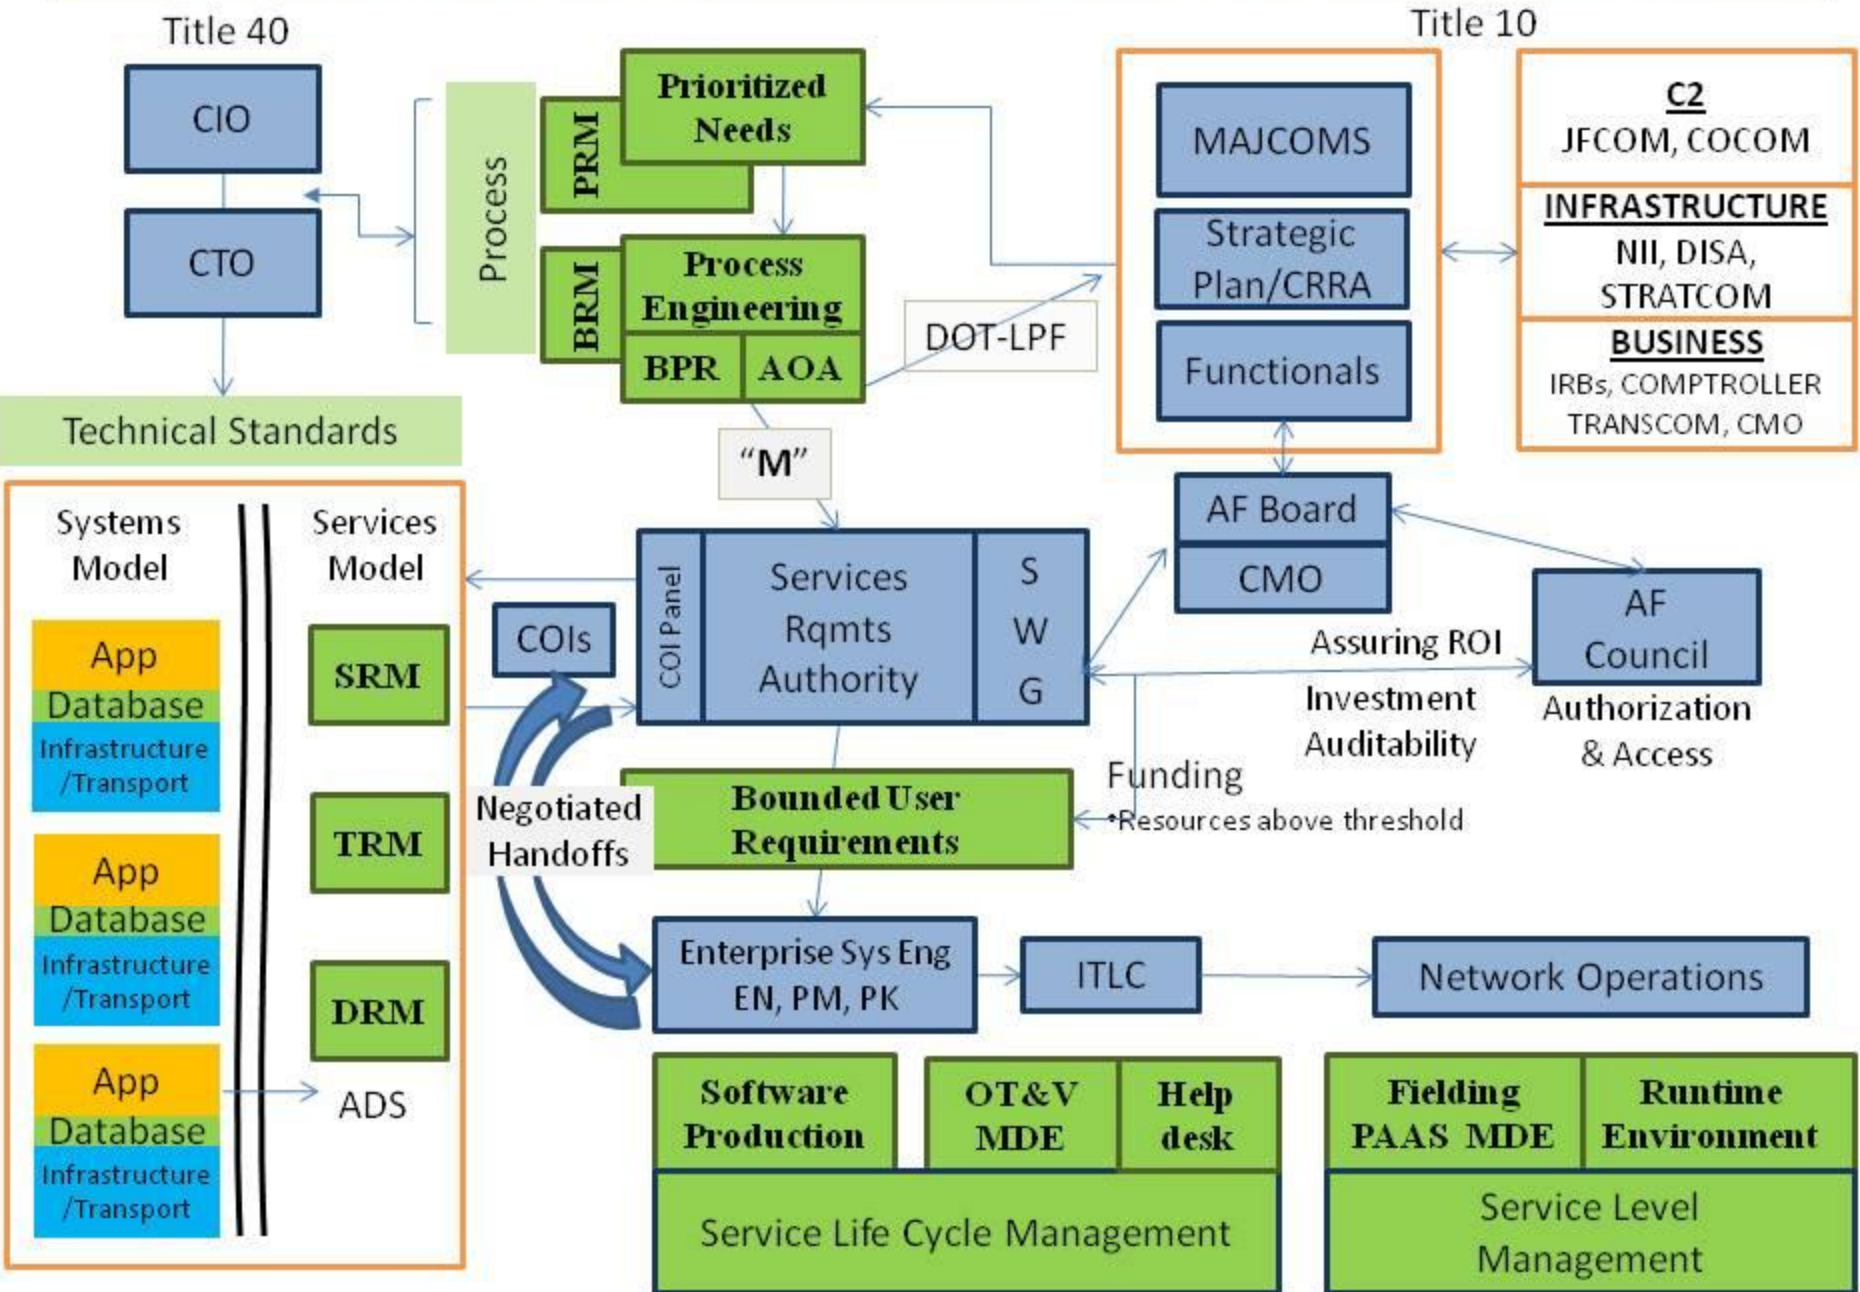 Title 40
Title 10
CIO
CTO
Technical Standards
Process
PRM
Prioritized
Needs
BRM
Process
Engineering
BPR
AOA
DOT-LPF
"M"
MAJCOMS
Strategic
Plan/CRRA
Functionals
C2
JFCOM, COCOM
INFRASTRUCTURE
NII, DISA,
STRATCOM
BUSINESS
IRBs, COMPTROLLER
TRANSCOM, CMO
AF Board
CMO
AF
Council
Authorization
& Access
Assuring ROI
Investment
Auditability
Funding
•Resources above threshold
Systems
Model
Services
Model
App
Database
Infrastructure
/Transport
App
Database
Infrastructure
/Transport
App
Database
Infrastructure
/Transport
SRM
TRM
DRM
ADS
COIs
COI Panel
Services
Rqmts
Authority
S
W
G
Negotiated
Handoffs
Bounded User
Requirements
Enterprise Sys Eng
EN, PM, PK
ITLC
Network Operations
Software
Production
OT&V
MDE
Help
desk
Service Life Cycle Management
Fielding
PAAS MDE
Runtime
Environment
Service Level
Management